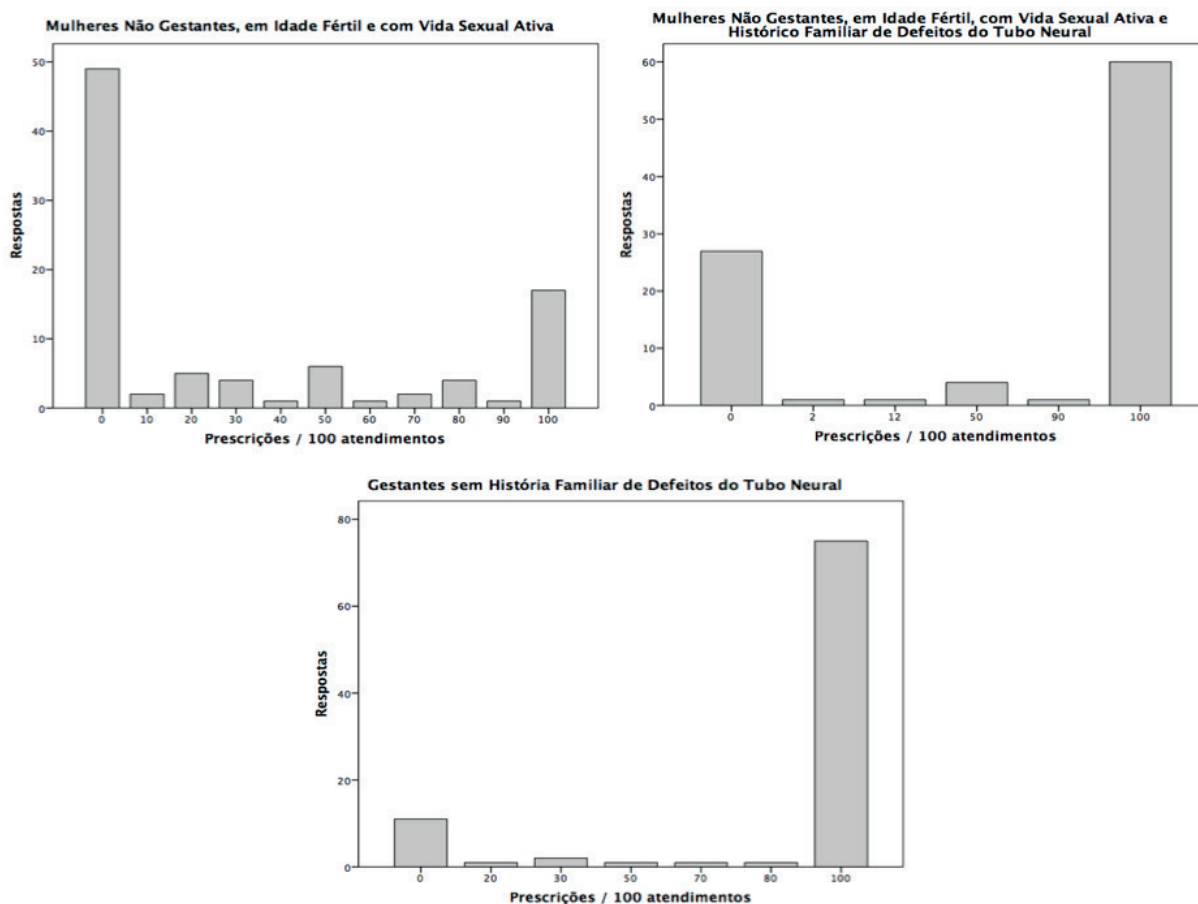 Mulheres Não Gestantes, em Idade Fértil e com Vida Sexual Ativa
50
40
30
20
10
0
Respostas
0 10 20 30 40 50 60 70 80 90 100
Prescrições / 100 atendimentos
Mulheres Não Gestantes, em Idade Fértil, com Vida Sexual Ativa e
Histórico Familiar de Defeitos do Tubo Neural
60
50
40
30
20
10
0
Respostas
0 2 12 50 90 100
Prescrições / 100 atendimentos
Gestantes sem História Familiar de Defeitos do Tubo Neural
80
60
40
20
0
Respostas
0 20 30 50 70 80 100
Prescrições / 100 atendimentos